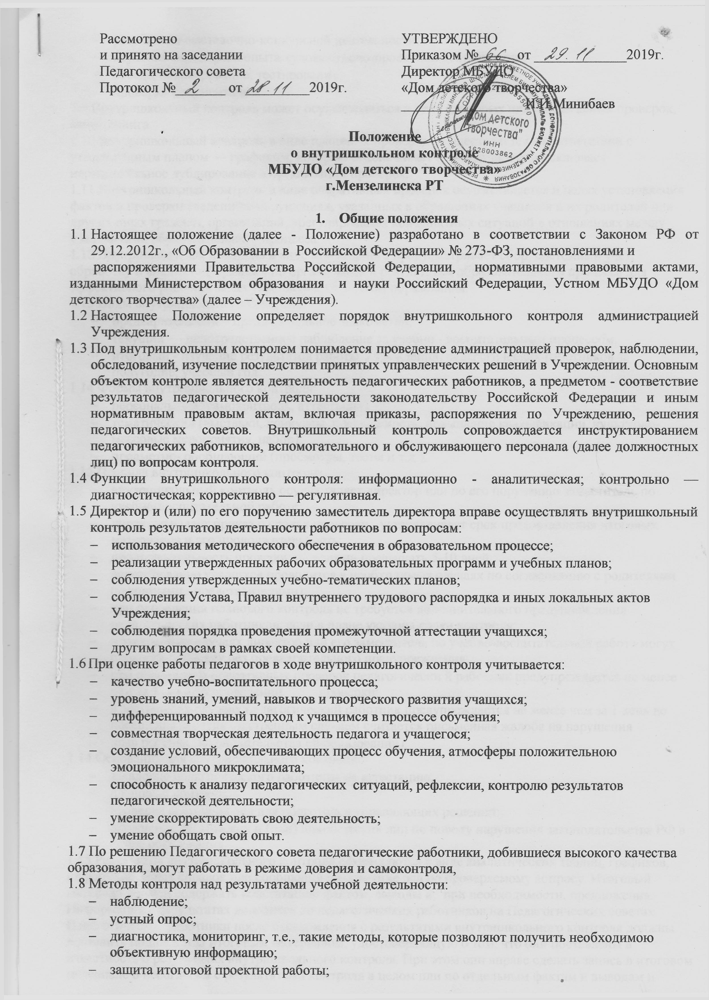 Рассмотрено
и принято на заседании
Педагогического совета
Протокол № 2 от 28.11 2019г.
УТВЕРЖДЕНО
Приказом № 66 от 29.11 2019г.
Директор МБУДО
«Дом детского творчества»
И.И.Минибаев
Дом детского
творчества"
ИНН
1628003862
Положение
о внутришкольном контроле
МБУДО «Дом детского творчества»
г.Мензелинска РТ
1. Общие положения
1.1 Настоящее положение (далее - Положение) разработано в соответствии с Законом РФ от
29.12.2012г., «Об Образовании в Российской Федерации» № 273-ФЗ, постановлениями и
распоряжениями Правительства Российской Федерации, нормативными правовыми актами,
изданными Министерством образования и науки Российский Федерации, Устном МБУДО «Дом
детского творчества» (далее – Учреждения).
1.2 Настоящее Положение определяет порядок внутришкольного контроля администрацией
Учреждения.
1.3 Под внутришкольным контролем понимается проведение администрацией проверок, наблюдении,
обследований, изучение последствии принятых управленческих решений в Учреждении. Основным
объектом контроле является деятельность педагогических работников, а предметом - соответствие
результатов педагогической деятельности законодательству Российской Федерации и иным
нормативным правовым актам, включая приказы, распоряжения по Учреждению, решения
педагогических советов. Внутришкольный контроль сопровождается инструктированием
педагогических работников, вспомогательного и обслуживающего персонала (далее должностных
лиц) по вопросам контроля.
1.4 Функции внутришкольного контроля: информационно - аналитическая; контрольно —
диагностическая; коррективно — регулятивная.
1.5 Директор и (или) по его поручению заместитель директора вправе осуществлять внутришкольный
контроль результатов деятельности работников по вопросам:
– использования методического обеспечения в образовательном процессе;
– реализации утвержденных рабочих образовательных программ и учебных планов;
– соблюдения утвержденных учебно-тематических планов;
– соблюдения Устава, Правил внутреннего трудового распорядка и иных локальных актов
Учреждения;
– соблюдения порядка проведения промежуточной аттестации учащихся;
– другим вопросам в рамках своей компетенции.
1.6 При оценке работы педагогов в ходе внутришкольного контроля учитывается:
– качество учебно-воспитательного процесса;
– уровень знаний, умений, навыков и творческого развития учащихся;
– дифференцированный подход к учащимся в процессе обучения;
– совместная творческая деятельность педагога и учащегося;
– создание условий, обеспечивающих процесс обучения, атмосферы положительною
эмоционального микроклимата;
– способность к анализу педагогических ситуаций, рефлексии, контролю результатов
педагогической деятельности;
– умение скорректировать свою деятельность;
– умение обобщать свой опыт.
1.7 По решению Педагогического совета педагогические работники, добившиеся высокого качества
образования, могут работать в режиме доверия и самоконтроля,
1.8 Методы контроля над результатами учебной деятельности:
– наблюдение;
– устный опрос;
– диагностика, мониторинг, т.е., такие методы, которые позволяют получить необходимою
объективную информацию;
– защита итоговой проектной работы;